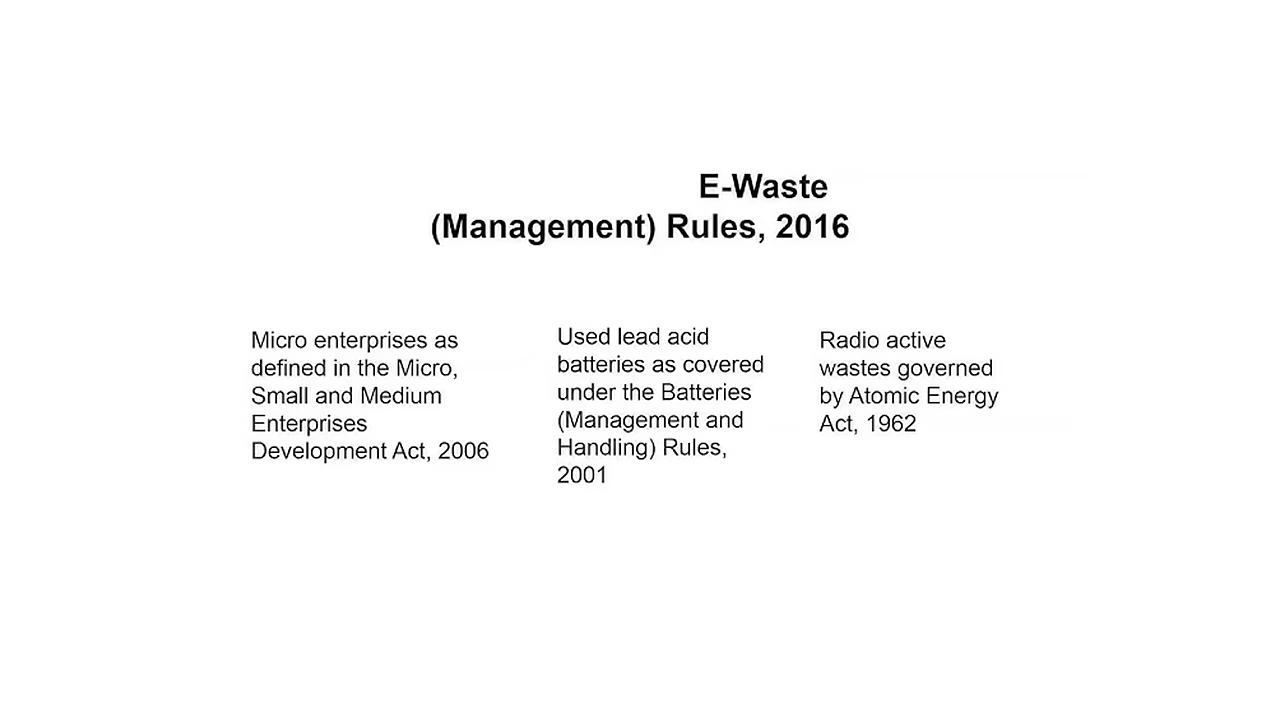 E-Waste
(Management) Rules, 2016
Micro enterprises as
defined in the Micro,
Small and Medium
Enterprises
Development Act, 2006
Used lead acid
batteries as covered
under the Batteries
(Management and
Handling) Rules,
2001
Radio active
wastes governed
by Atomic Energy
Act, 1962